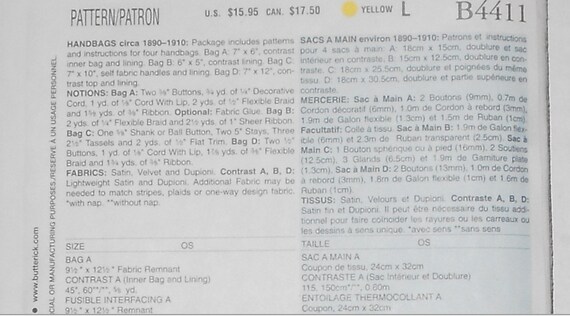 PATTERN/PATRON
U.S. $15.95 CAN. $17.50
YELLOW L
B4411
HANDBAGS circa 1890–1910: Package includes patterns
and instructions for four handbags. Bag A: 7" x 6", contrast
inner bag and lining. Bag B: 6" x 5", contrast lining. Bag C:
7" x 10", self fabric handles and lining. Bag D: 7" x 12", con-
trast top and lining.
NOTIONS: Bag A: Two ⅜" Buttons, ¾ yd. of ¼" Decorative
Cord, 1 yd. of ⅛" Cord With Lip, 2 yds. of ½" Flexible Braid
and 1⅝ yds. of ⅜" Ribbon. Optional: Fabric Glue. Bag B:
2 yds. of ¼" Flexible Braid and 2½ yds. of 1" Sheer Ribbon.
Bag C: One ⅝" Shank or Ball Button, Two 5" Stays, Three
2½" Tassels and 2 yds. of ½" Flat Trim. Bag D: Two ½"
Buttons, 1 yd. of ⅛" Cord With Lip, 1⅞ yds. of ⅜" Flexible
Braid and 1¾ yds. of ⅜" Ribbon.
FABRICS: Satin, Velvet and Dupioni. Contrast A, B, D:
Lightweight Satin and Dupioni. Additional Fabric may be
needed to match stripes, plaids or one-way design fabric.
*with nap. **without nap.
SACS A MAIN environ 1890–1910: Patrons et instructions
pour 4 sacs à main: A: 18cm x 15cm, doublure et sac
intérieur en contraste. B: 15cm x 12.5cm, doublure en con-
traste. C: 18cm x 25.5cm, doublure et poignées du même
tissu. D: 18cm x 30.5cm, doublure et partie supérieure en
contraste.
MERCERIE: Sac à Main A: 2 Boutons (9mm), 0.7m de
Cordon décoratif (6mm), 1.0m de Cordon à rebord (3mm),
1.9m de Galon flexible (1.3cm) et 1.5m de Ruban (1cm).
Facultatif: Colle à tissu. Sac à Main B: 1.9m de Galon flex-
ible (6mm) et 2.3m de Ruban transparent (2.5cm). Sac à
Main C: 1 Bouton sphérique ou à pied (16mm), 2 Soutiens
(12.5cm), 3 Glands (6.5cm) et 1.9m de Garniture plate
(1.3cm). Sac à Main D: 2 Boutons (13mm), 1.0m de Cordon
à rebord (3mm), 1.8m de Galon flexible (1cm) et 1.6m de
Ruban (1cm).
TISSUS: Satin, Velours et Dupioni. Contraste A, B, D:
Satin fin et Dupioni. Il peut être nécessaire du tissu addi-
tionnel pour faire coïncider les rayures ou les carreaux ou
les dessins à sens unique. *avec sens **sans sens
SIZE OS
BAG A
9½" x 12½" Fabric Remnant
CONTRAST A (Inner Bag and Lining)
45", 60"*/**, ⅝ yd.
FUSIBLE INTERFACING A
9½" x 12½" Remnant
TAILLE OS
SAC A MAIN A
Coupon de tissu, 24cm x 32cm
CONTRASTE A (Sac Intérieur et Doublure)
115, 150cm*/**, 0.60m
ENTOILAGE THERMOCOLLANT A
Coupon, 24cm x 32cm
• www.butterick.com
CIAL OR MANUFACTURING PURPOSES./RÉSERVÉ À UN USAGE PERSONNEL